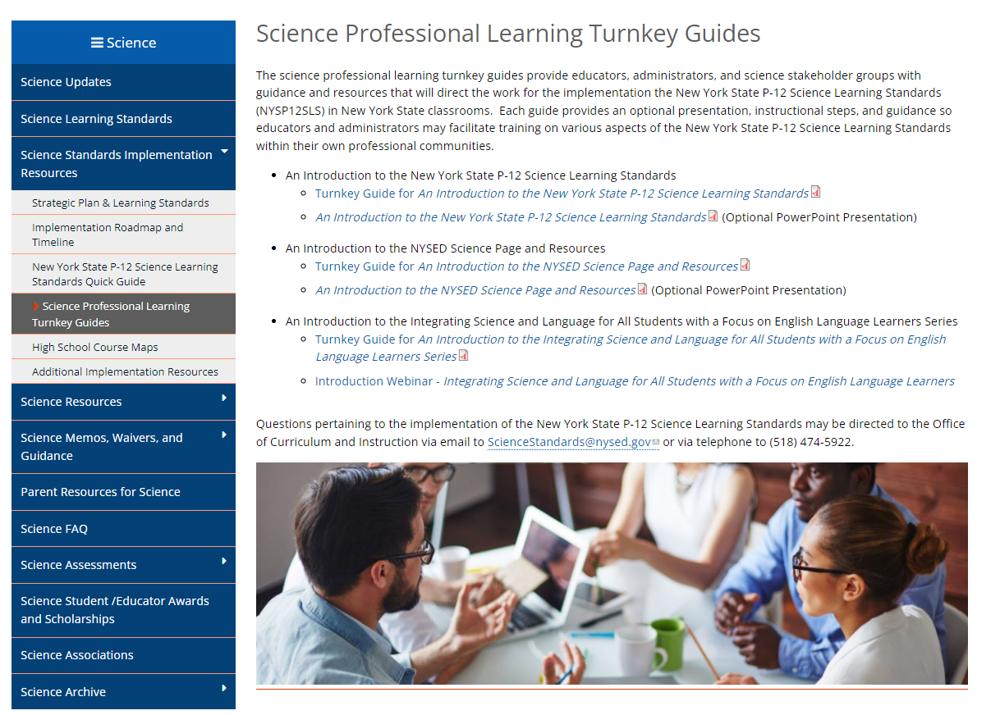 Science
Science Updates
Science Learning Standards
Science Standards Implementation
Resources
Strategic Plan & Learning Standards
Implementation Roadmap and
Timeline
New York State P-12 Science Learning
Standards Quick Guide
Science Professional Learning
Turnkey Guides
High School Course Maps
Additional Implementation Resources
Science Resources
Science Memos, Waivers, and
Guidance
Parent Resources for Science
Science FAQ
Science Assessments
Science Student /Educator Awards
and Scholarships
Science Associations
Science Archive
Science Professional Learning Turnkey Guides
The science professional learning turnkey guides provide educators, administrators, and science stakeholder groups with
guidance and resources that will direct the work for the implementation the New York State P-12 Science Learning Standards
(NYSP12SLS) in New York State classrooms.  Each guide provides an optional presentation, instructional steps, and guidance so
educators and administrators may facilitate training on various aspects of the New York State P-12 Science Learning Standards
within their own professional communities.
An Introduction to the New York State P-12 Science Learning Standards
Turnkey Guide for An Introduction to the New York State P-12 Science Learning Standards
An Introduction to the New York State P-12 Science Learning Standards (Optional PowerPoint Presentation)
An Introduction to the NYSED Science Page and Resources
Turnkey Guide for An Introduction to the NYSED Science Page and Resources
An Introduction to the NYSED Science Page and Resources (Optional PowerPoint Presentation)
An Introduction to the Integrating Science and Language for All Students with a Focus on English Language Learners Series
Turnkey Guide for An Introduction to the Integrating Science and Language for All Students with a Focus on English
Language Learners Series
Introduction Webinar - Integrating Science and Language for All Students with a Focus on English Language Learners
Questions pertaining to the implementation of the New York State P-12 Science Learning Standards may be directed to the Office
of Curriculum and Instruction via email to ScienceStandards@nysed.gov or via telephone to (518) 474-5922.